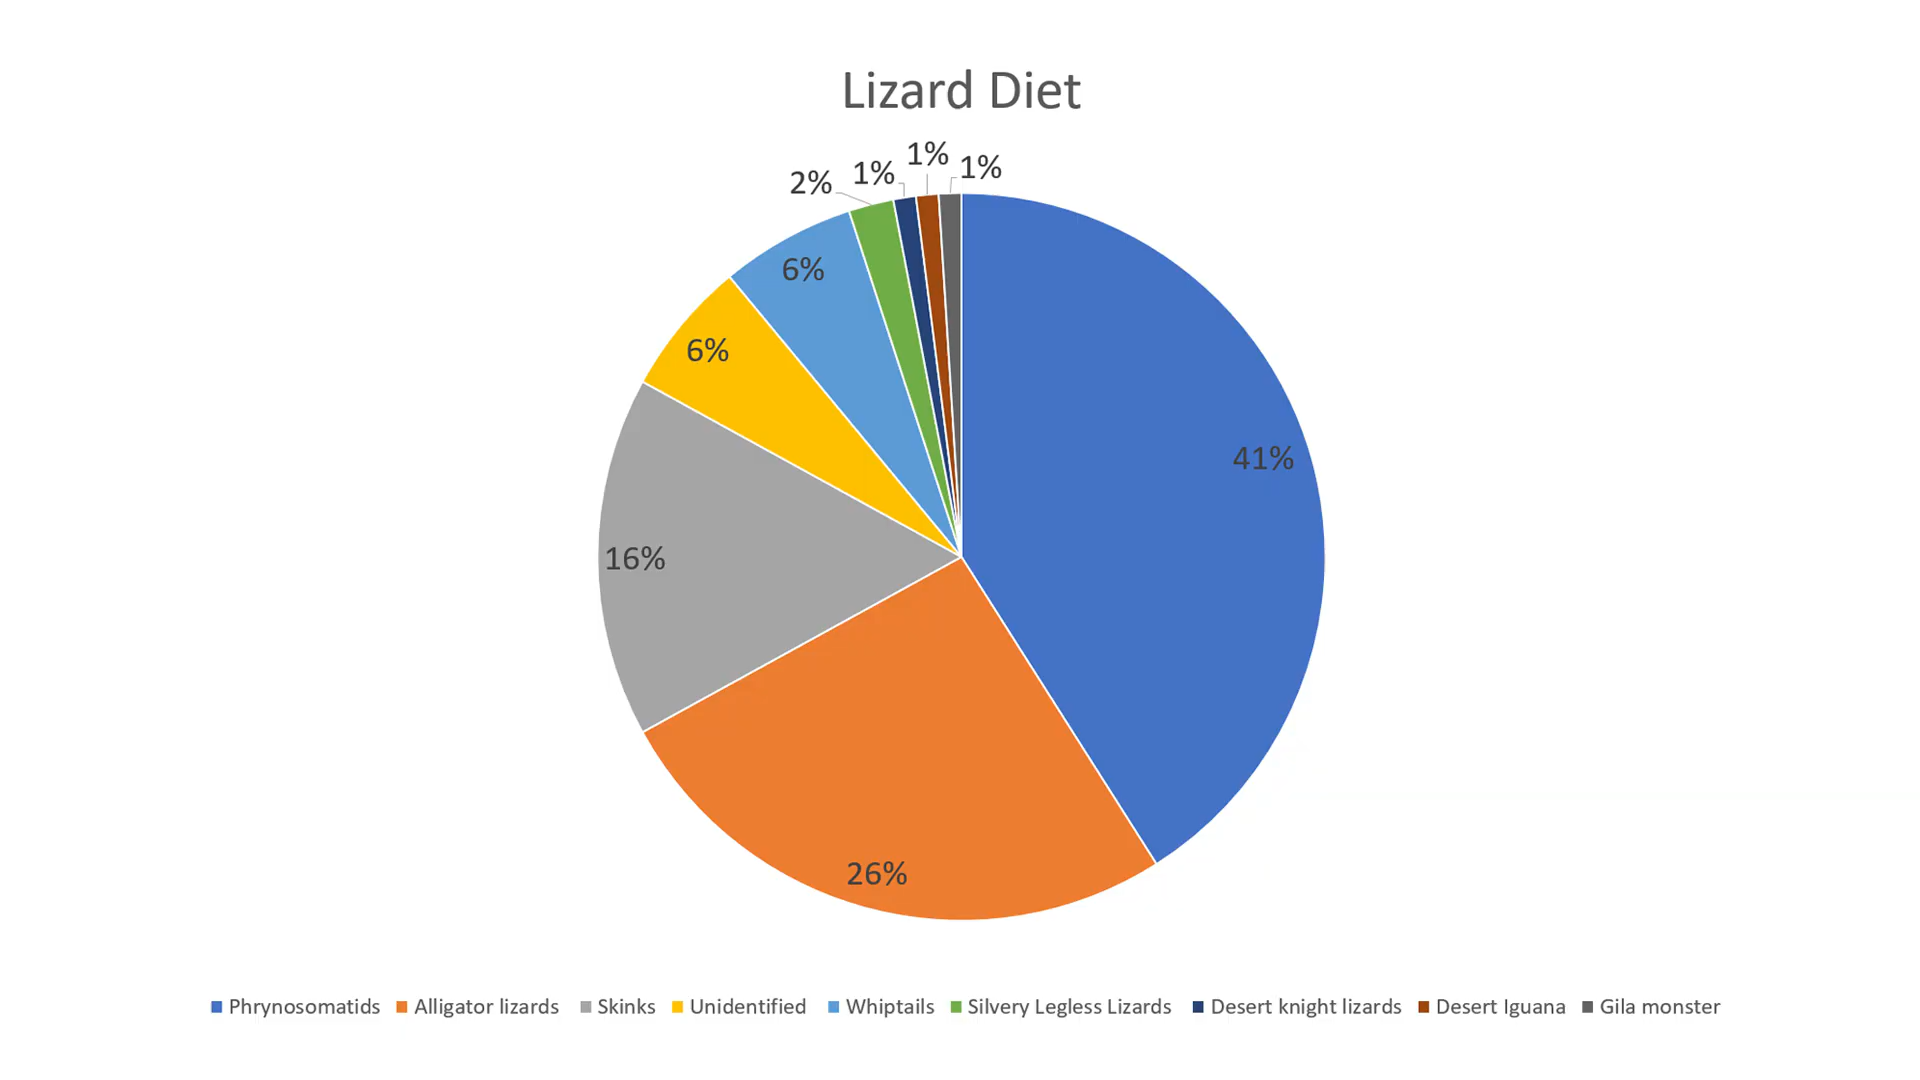 Lizard Diet
2% 1% 1% 1%
6%
6%
41%
16%
26%
Phrynosomatids Alligator lizards Skinks Unidentified Whiptails Silvery Legless Lizards Desert knight lizards Desert Iguana Gila monster